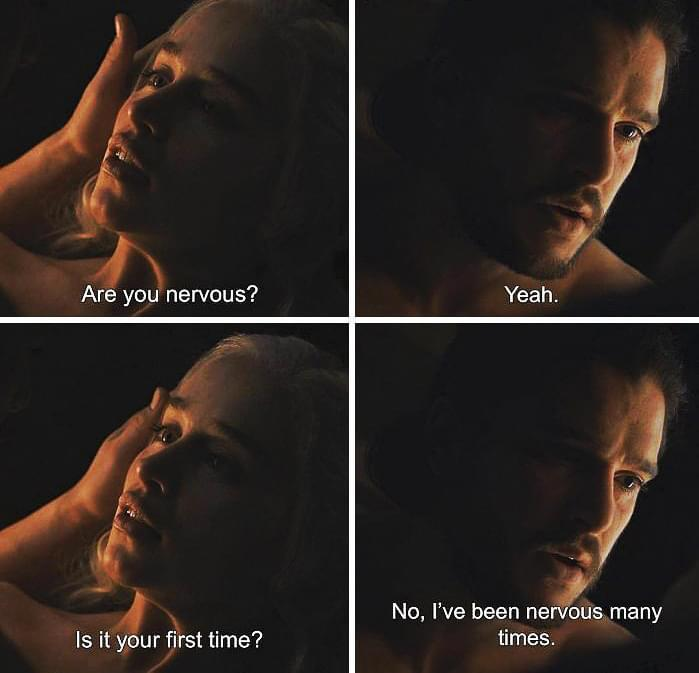 Are you nervous?
Yeah.
Is it your first time?
No, I've been nervous many
times.